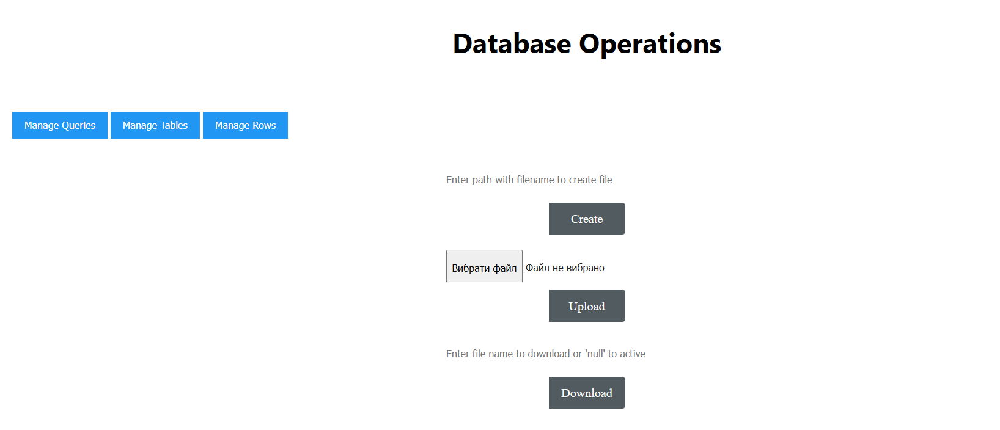 Database Operations
Manage Queries Manage Tables Manage Rows
Enter path with filename to create file
Create
Вибрати файл Файл не вибрано
Upload
Enter file name to download or 'null' to active
Download